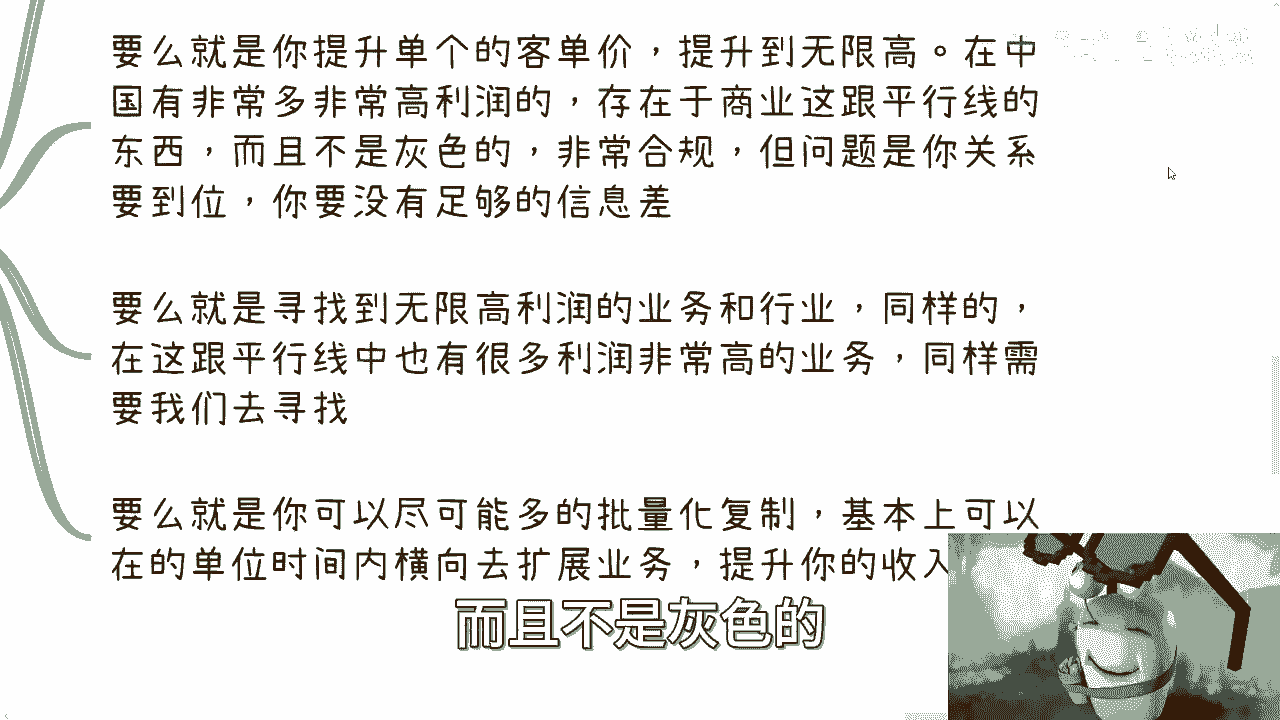 要么就是你提升单个的客单价，提升到无限高。在中
国有非常多非常高利润的，存在于商业这跟平行线的
东西，而且不是灰色的，非常合规，但问题是你关系
要到位，你要没有足够的信息差
要么就是寻找到无限高利润的业务和行业，同样的，
在这跟平行线中也有很多利润非常高的业务，同样需
要我们去寻找
要么就是你可以尽可能多的批量化复制，基本上可以
在的单位时间内横向去扩展业务，提升你的收入
而且不是灰色的